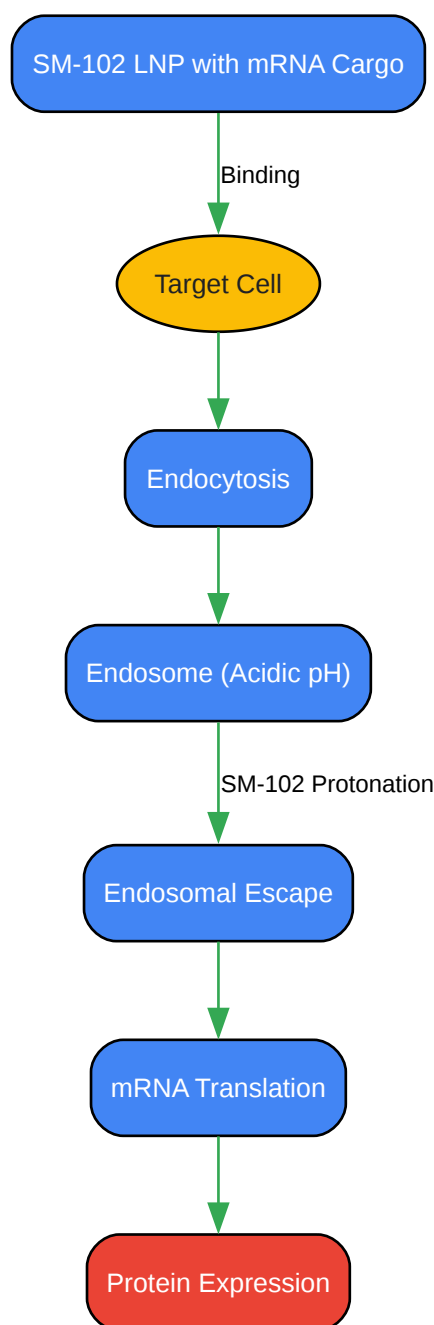 SM-102 LNP with mRNA Cargo
Binding
Target Cell
Endocytosis
Endosome (Acidic pH)
SM-102 Protonation
Endosomal Escape
mRNA Translation
Protein Expression